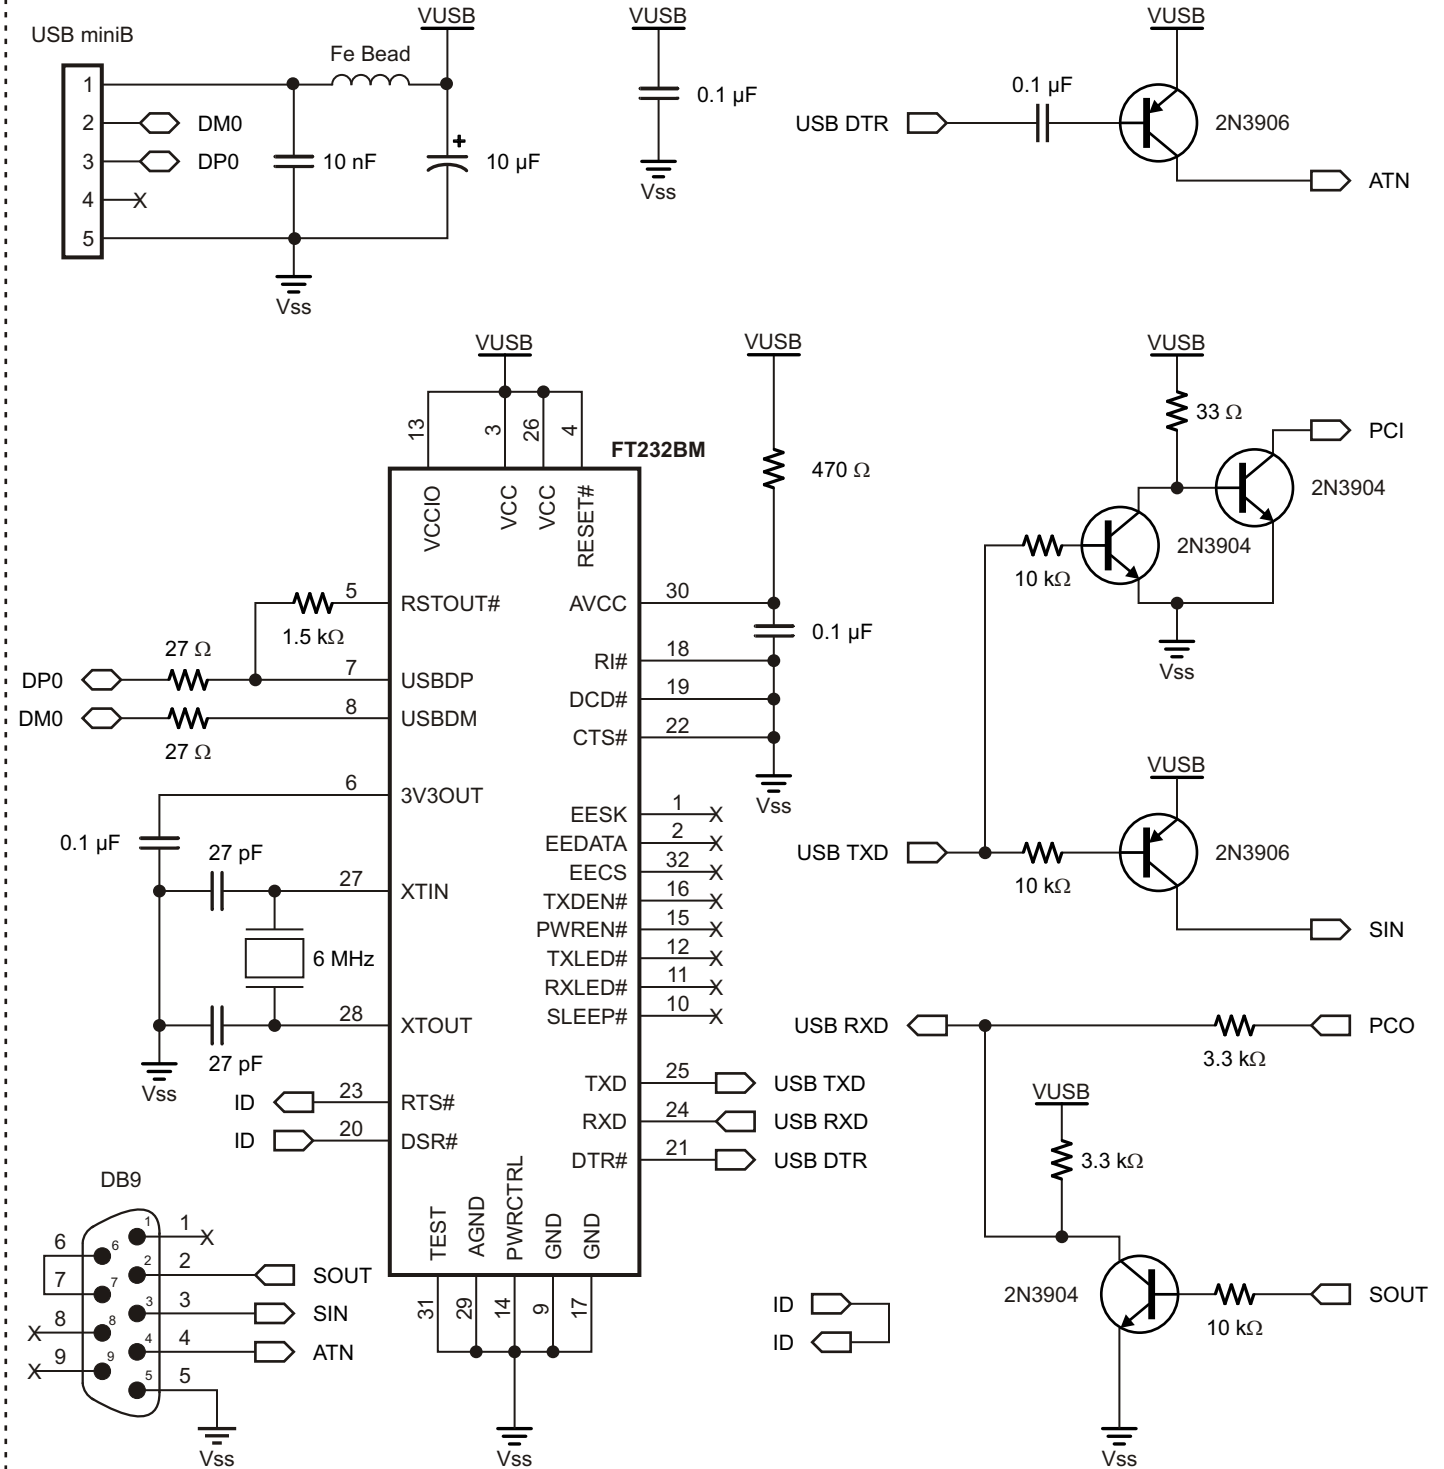 USB miniB
1
2
3
4
5
DM0
DP0
X
Fe Bead
VUSB
10 nF
+
10 µF
Vss
VUSB
0.1 µF
Vss
VUSB
USB DTR
0.1 µF
2N3906
ATN
VUSB
13
3
26
4
FT232BM
VCCIO
VCC
VCC
RESET#
VUSB
470 Ω
0.1 µF
Vss
5
RSTOUT#
1.5 kΩ
27 Ω
DP0
7
USBDP
DM0
8
USBDM
27 Ω
6
3V3OUT
0.1 µF
27 pF
27
XTIN
6 MHz
28
XTOUT
27 pF
Vss
ID
23
RTS#
ID
20
DSR#
AVCC
30
RI#
18
DCD#
19
CTS#
22
EESK
1
X
EEDATA
2
X
EECS
32
X
TXDEN#
16
X
PWREN#
15
X
TXLED#
12
X
RXLED#
11
X
SLEEP#
10
X
TXD
25
USB TXD
RXD
24
USB RXD
DTR#
21
USB DTR
TEST
AGND
PWRCTRL
GND
GND
31
29
14
9
17
Vss
DB9
1
1
X
6
6
2
2
SOUT
7
7
3
3
SIN
X
8
8
4
4
ATN
X
9
9
5
5
Vss
ID
ID
VUSB
33 Ω
PCI
2N3904
2N3904
10 kΩ
Vss
VUSB
USB TXD
10 kΩ
2N3906
SIN
USB RXD
3.3 kΩ
PCO
VUSB
3.3 kΩ
2N3904
10 kΩ
SOUT
Vss